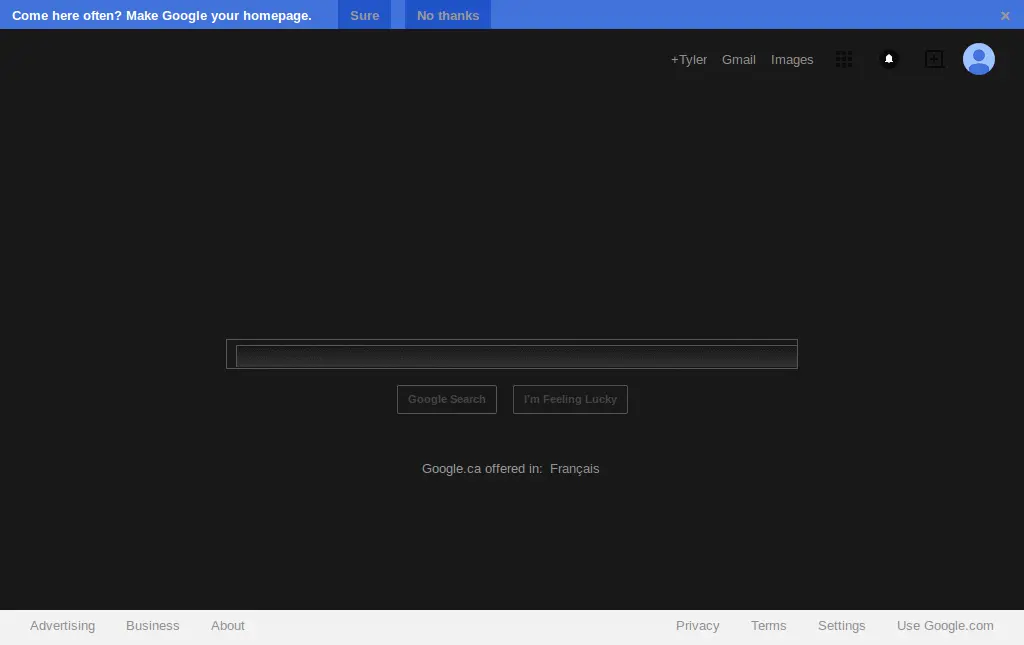 Come here often? Make Google your homepage. Sure No thanks ×
+Tyler Gmail Images
Google Search I'm Feeling Lucky
Google.ca offered in: Français
Advertising Business About Privacy Terms Settings Use Google.com